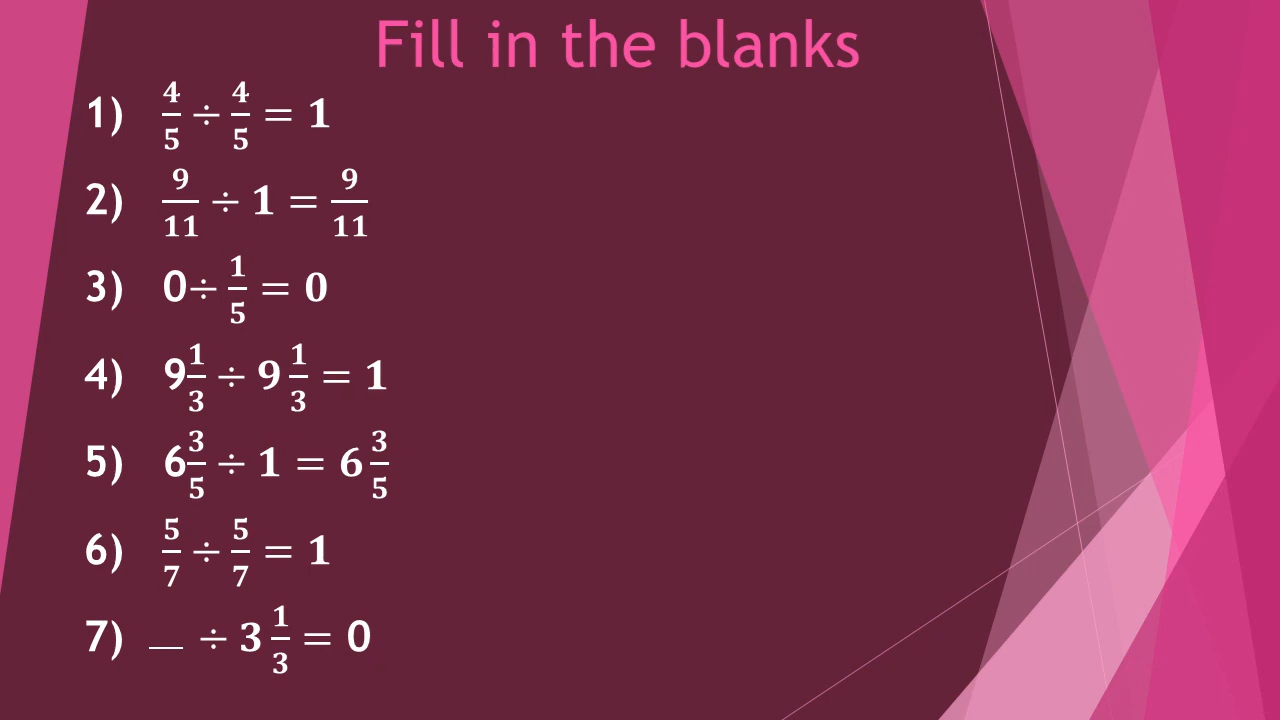 Fill in the blanks
1) 4/5 ÷ 4/5 = 1
2) 9/11 ÷ 1 = 9/11
3) 0÷ 1/5 = 0
4) 9 1/3 ÷ 9 1/3 = 1
5) 6 3/5 ÷ 1 = 6 3/5
6) 5/7 ÷ 5/7 = 1
7) __ ÷ 3 1/3 = 0